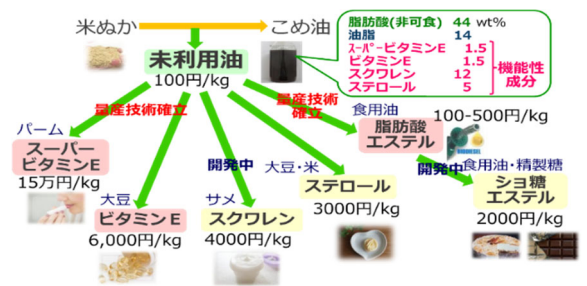 米ぬか
こめ油
脂肪酸(非可食) 44 wt%
油脂 14
スーパービタミンE 1.5
ビタミンE 1.5
スクワレン 12
ステロール 5
機能性
成分
未利用油
100円/kg
量産技術確立
量産技術
確立
食用油
100-500円/kg
脂肪酸
エステル
パーム
スーパー
ビタミンE
15万円/kg
大豆
ビタミンE
6,000円/kg
開発中
サメ
スクワレン
4000円/kg
大豆・米
ステロール
3000円/kg
開発中
食用油・精製糖
ショ糖
エステル
2000円/kg